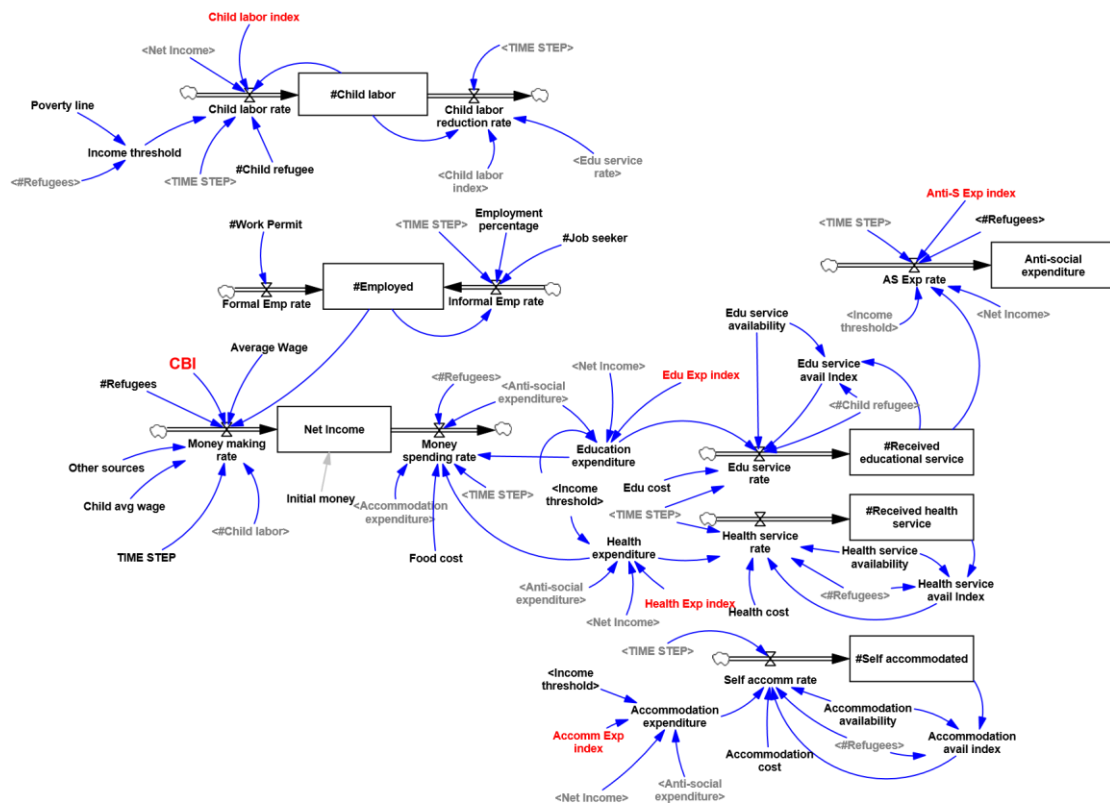 Child labor index
<Net Income>
<TIME STEP>
#Child labor
Poverty line
Child labor rate
Child labor
reduction rate
Income threshold
#Child refugee
<Edu service
rate>
<#Refugees>
<TIME STEP>
<Child labor
index>
Anti-S Exp index
#Work Permit
<TIME STEP>
Employment
percentage
<TIME STEP>
<#Refugees>
#Job seeker
Anti-social
expenditure
#Employed
AS Exp rate
Formal Emp rate
Informal Emp rate
<Income
threshold>
<Net Income>
Edu service
availability
Average Wage
CBI
<Net Income>
Edu Exp index
Edu service
avail Index
#Refugees
<#Refugees>
<Anti-social
expenditure>
<#Child refugee>
Net Income
Money making
rate
Money
spending rate
Education
expenditure
Edu service
rate
#Received
educational service
Other sources
Initial money
<TIME STEP>
Edu cost
Child avg wage
<Accommodation
expenditure>
<Income
threshold>
<TIME STEP>
#Received health
service
<#Child labor>
TIME STEP
Food cost
Health
expenditure
Health service
rate
Health service
availability
<Anti-social
expenditure>
Health Exp index
<#Refugees>
Health service
avail Index
<Net Income>
Health cost
<TIME STEP>
#Self accommodated
<Income
threshold>
Self accomm rate
Accommodation
expenditure
Accommodation
availability
Accomm Exp
index
<#Refugees>
Accommodation
avail index
Accommodation
cost
<Net Income>
<Anti-social
expenditure>